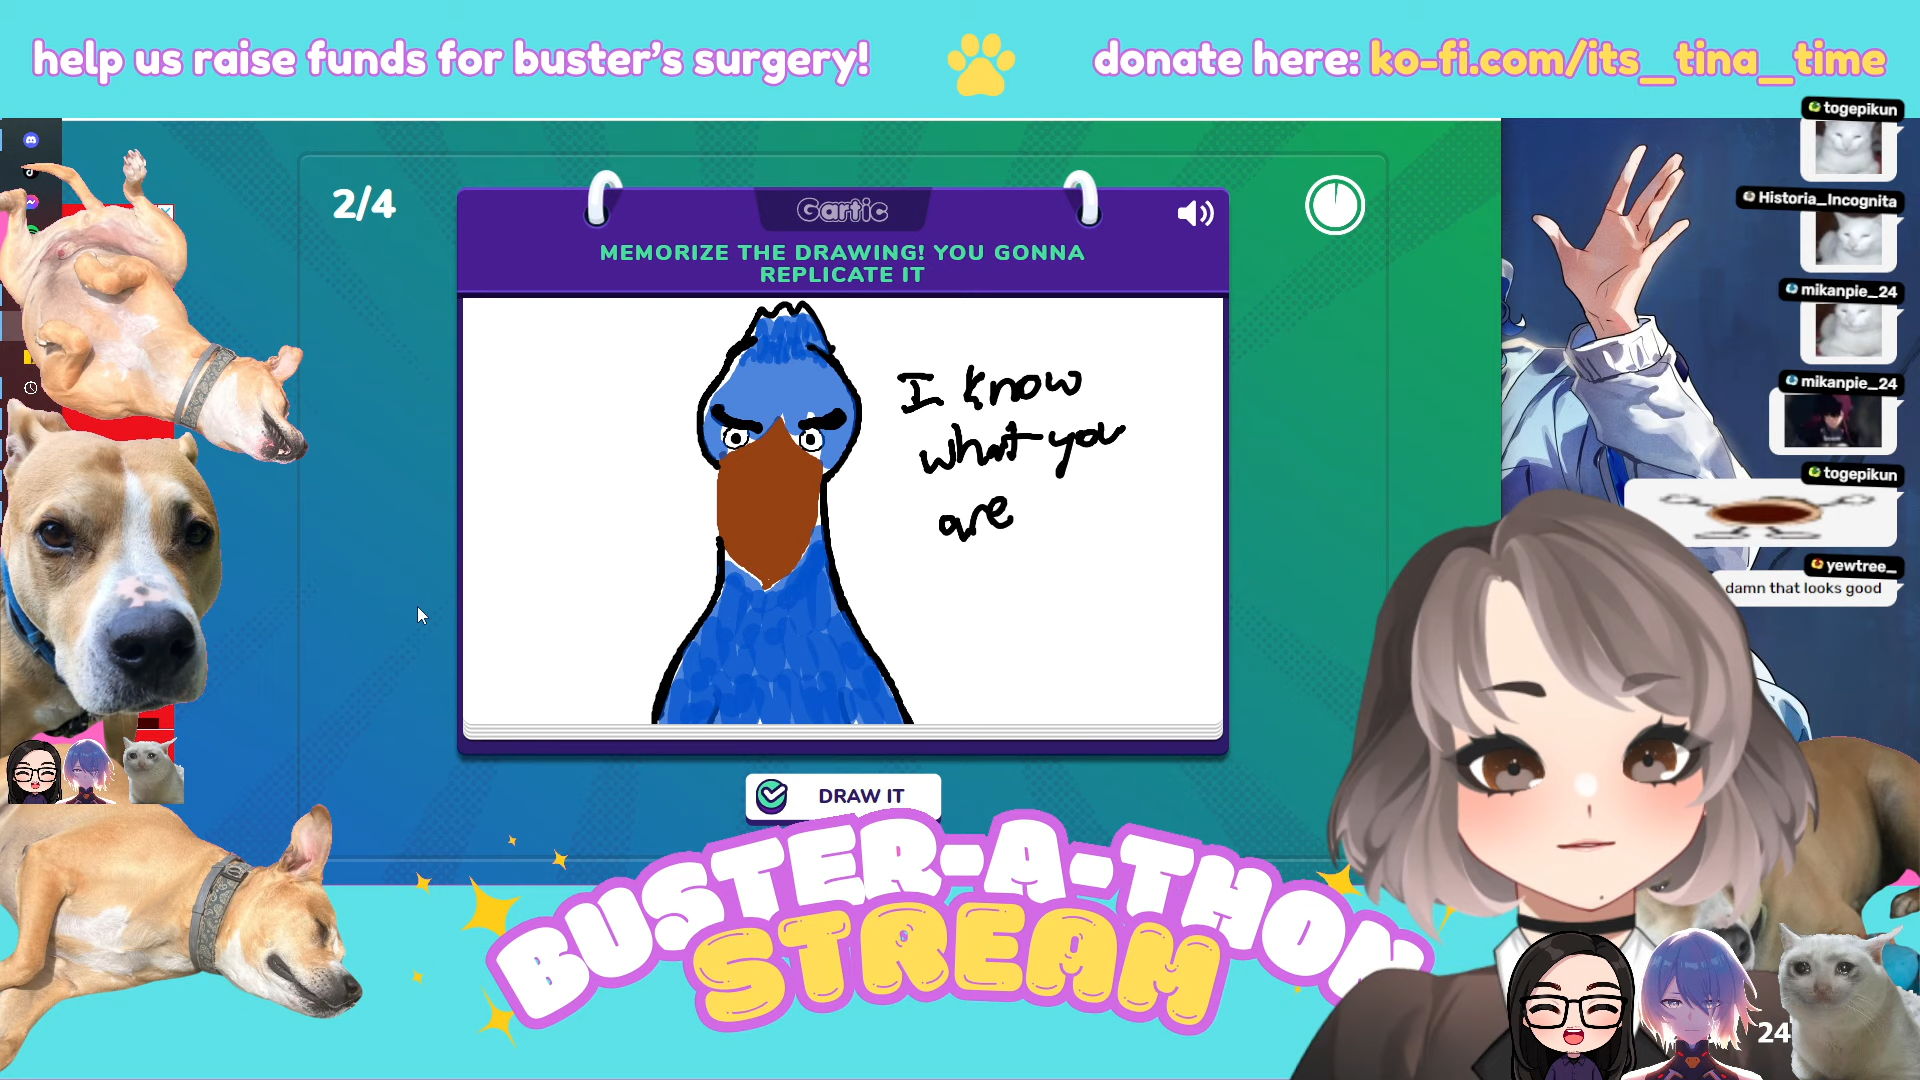 help us raise funds for buster's surgery!
donate here: ko-fi.com/its_tina_time
2/4
Gartic
MEMORIZE THE DRAWING! YOU GONNA
REPLICATE IT
I know
what you
are
DRAW IT
BUSTER-A-THON
STREAM
togepikun
Historia_Incognita
mikanpie_24
mikanpie_24
togepikun
yewtree_
damn that looks good
24